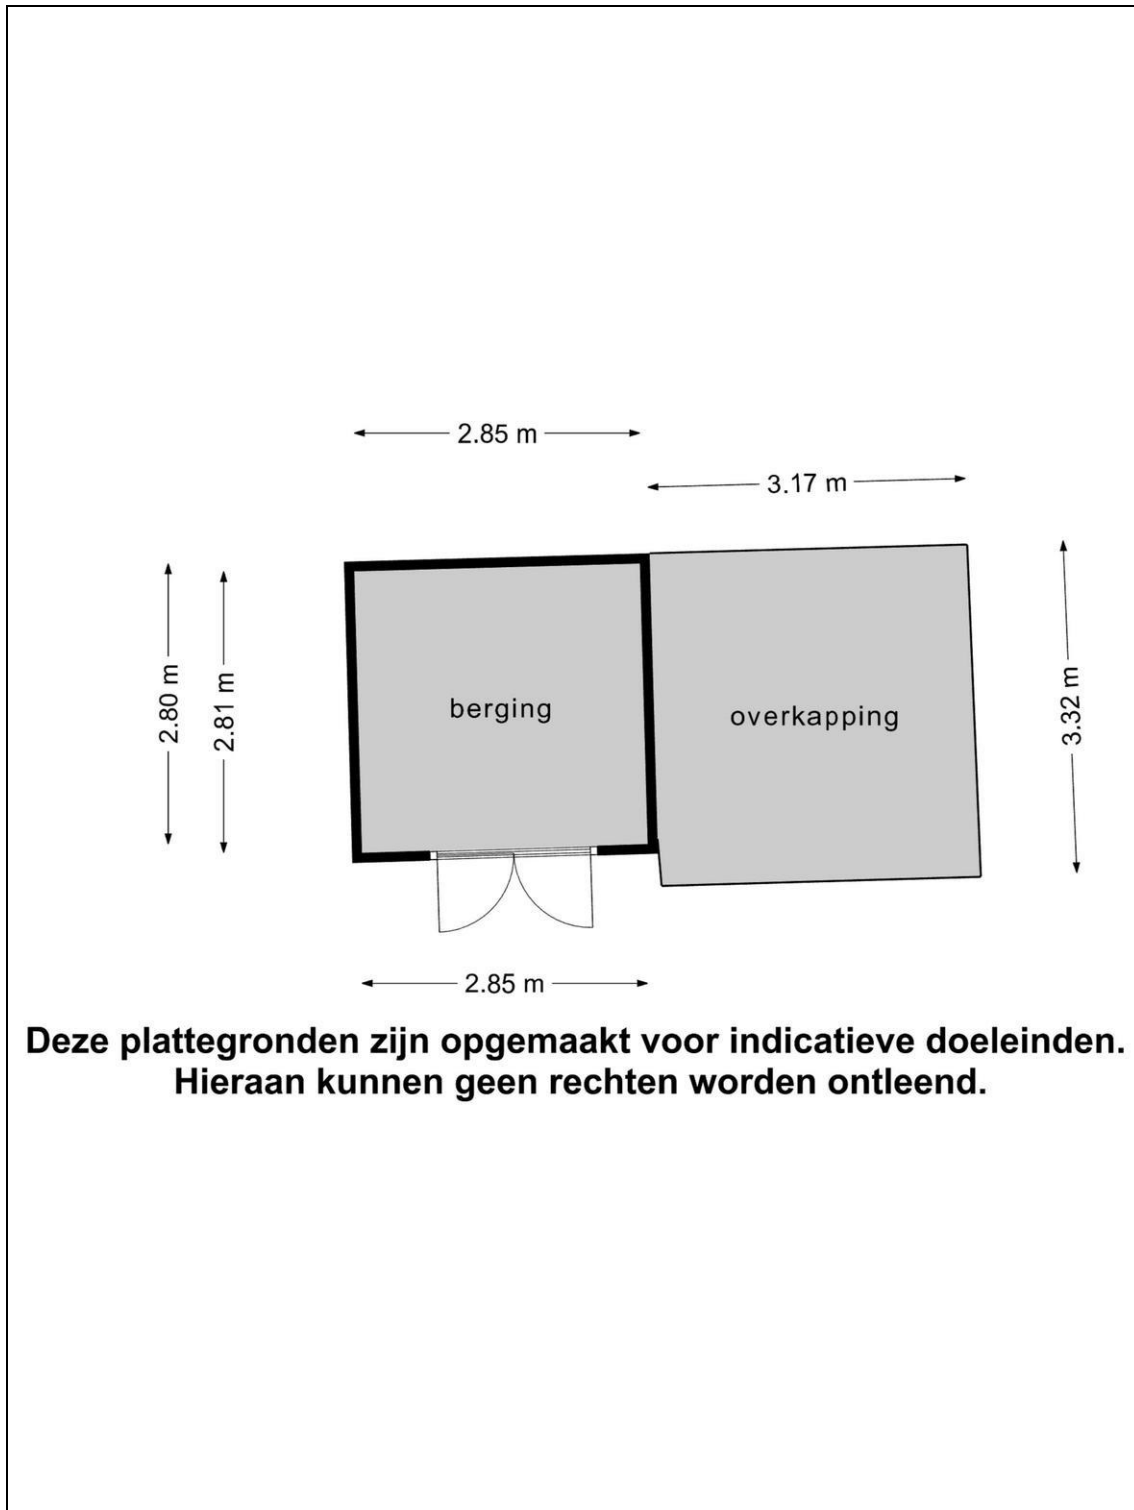 2.85 m
3.17 m
2.80 m
2.81 m
berging
overkapping
3.32 m
2.85 m
Deze plattegronden zijn opgemaakt voor indicatieve doeleinden.
Hieraan kunnen geen rechten worden ontleend.